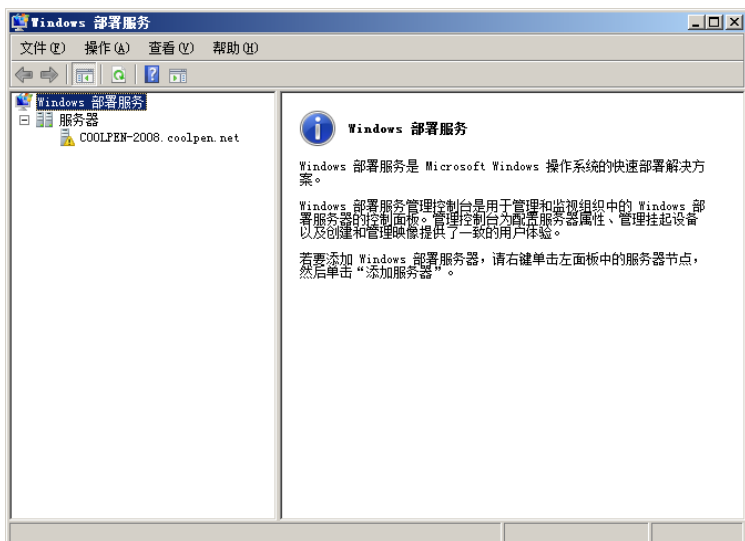 Windows 部署服务
文件(F) 操作(A) 查看(V) 帮助(H)
Windows 部署服务
服务器
COOLPEN-2008.coolpen.net
Windows 部署服务
Windows 部署服务是 Microsoft Windows 操作系统的快速部署解决方
案。
Windows 部署服务管理控制台是用于管理和监视组织中的 Windows 部
署服务器的控制面板。管理控制台为配置服务器属性、管理挂起设备
以及创建和管理映像提供了一致的用户体验。
若要添加 Windows 部署服务器，请右键单击左面板中的服务器节点，
然后单击“添加服务器”。